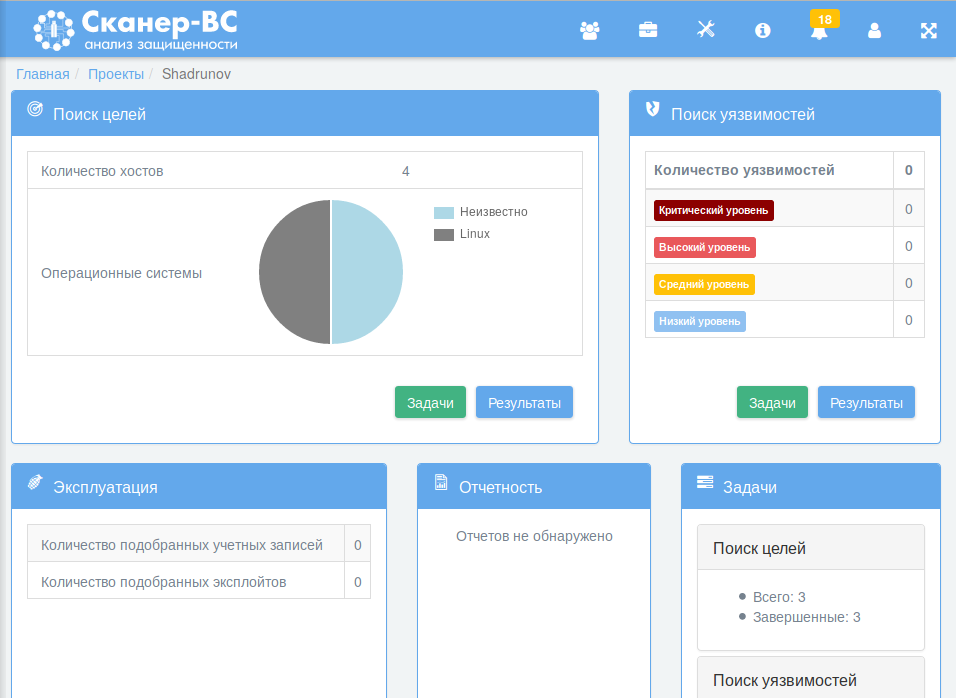 Сканер-ВС
анализ защищенности
18
Главная / Проекты / Shadrunov
Поиск целей
Количество хостов 4
Операционные системы
Неизвестно
Linux
Задачи Результаты
Поиск уязвимостей
Количество уязвимостей 0
Критический уровень 0
Высокий уровень 0
Средний уровень 0
Низкий уровень 0
Задачи Результаты
Эксплуатация
Количество подобранных учетных записей 0
Количество подобранных эксплойтов 0
Отчетность
Отчетов не обнаружено
Задачи
Поиск целей
Всего: 3
Завершенные: 3
Поиск уязвимостей